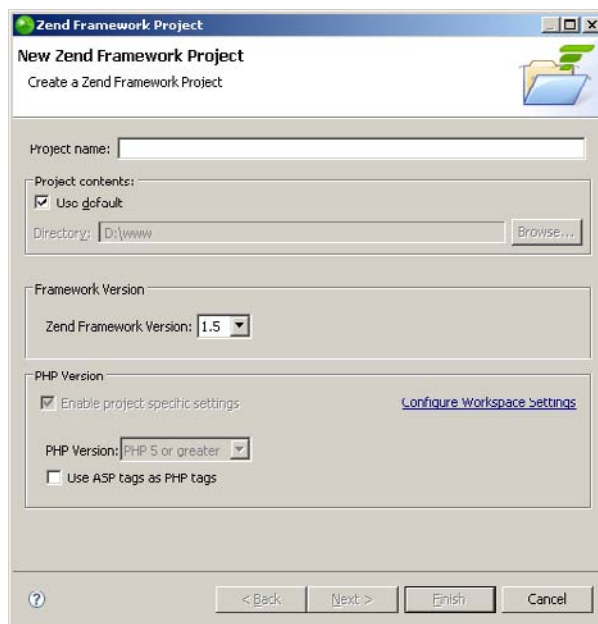 Zend Framework Project
New Zend Framework Project
Create a Zend Framework Project
Project name:
Project contents:
Use default
Directory: D:\www Browse...
Framework Version
Zend Framework Version: 1.5
PHP Version
Enable project specific settings Configure Workspace Settings
PHP Version: PHP 5 or greater
Use ASP tags as PHP tags
? < Back Next > Finish Cancel